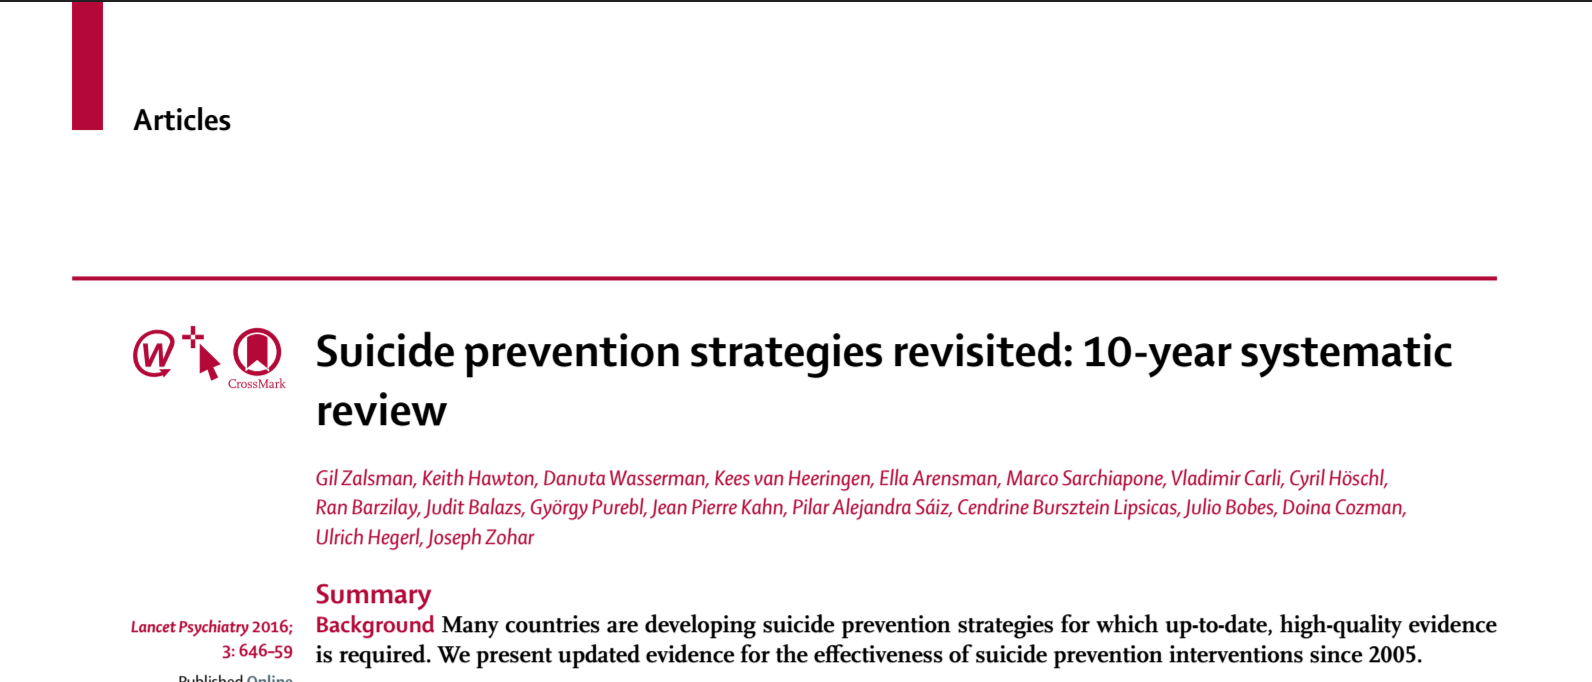 Articles
W
CrossMark
Suicide prevention strategies revisited: 10-year systematic
review
Gil Zalsman, Keith Hawton, Danuta Wasserman, Kees van Heeringen, Ella Arensman, Marco Sarchiapone, Vladimir Carli, Cyril Höschl,
Ran Barzilay, Judit Balazs, György Purebl, Jean Pierre Kahn, Pilar Alejandra Sáiz, Cendrine Bursztein Lipsicas, Julio Bobes, Doina Cozman,
Ulrich Hegerl, Joseph Zohar
Summary
Background Many countries are developing suicide prevention strategies for which up-to-date, high-quality evidence
is required. We present updated evidence for the effectiveness of suicide prevention interventions since 2005.
Lancet Psychiatry 2016;
3: 646–59
Published Online